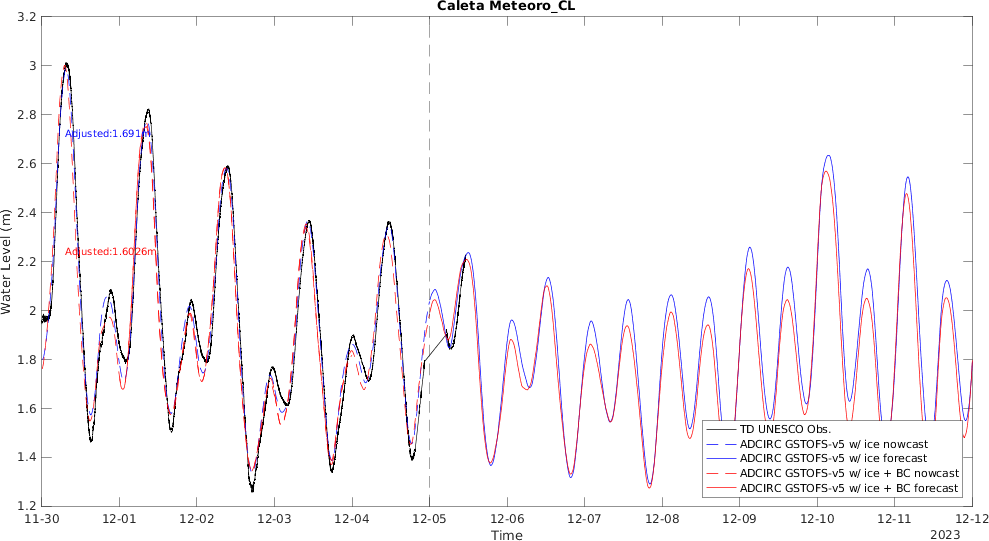 Caleta Meteoro_CL
3.2
3
2.8
2.6
2.4
2.2
2
1.8
1.6
1.4
1.2
Water Level (m)
Adjusted:1.691m
Adjusted:1.6026m
TD UNESCO Obs.
ADCIRC GSTOFS-v5 w/ ice nowcast
ADCIRC GSTOFS-v5 w/ ice forecast
ADCIRC GSTOFS-v5 w/ ice + BC nowcast
ADCIRC GSTOFS-v5 w/ ice + BC forecast
11-30 12-01 12-02 12-03 12-04 12-05 12-06 12-07 12-08 12-09 12-10 12-11 12-12
Time
2023